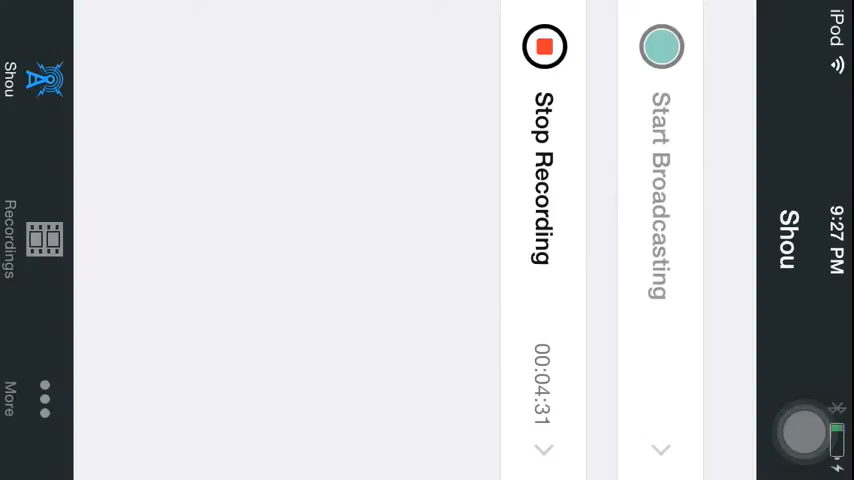 iPod 9:27 PM
Shou
Start Broadcasting
Stop Recording 00:04:31
Shou Recordings More